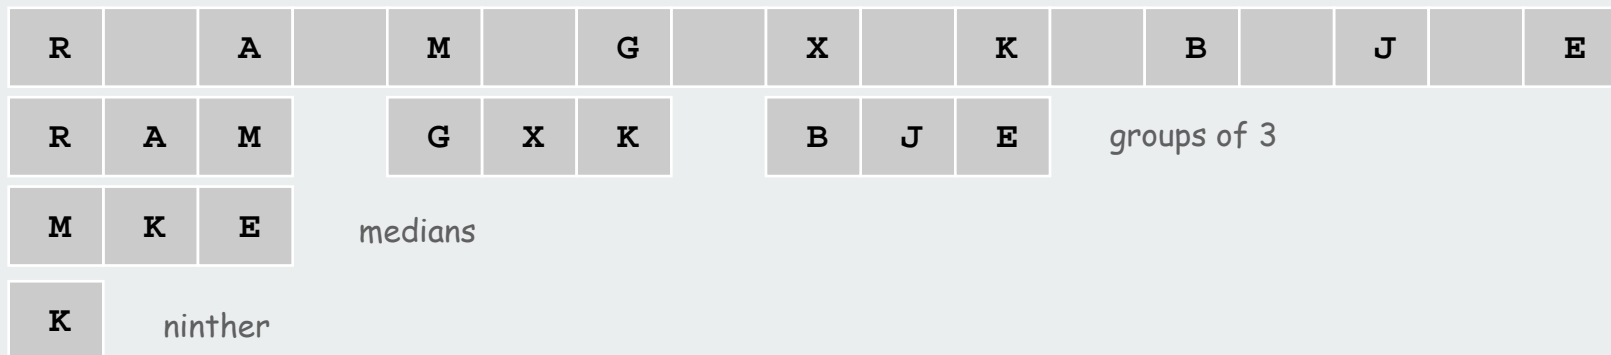 R A M G X K B J E
R A M G X K B J E groups of 3
M K E medians
K ninther